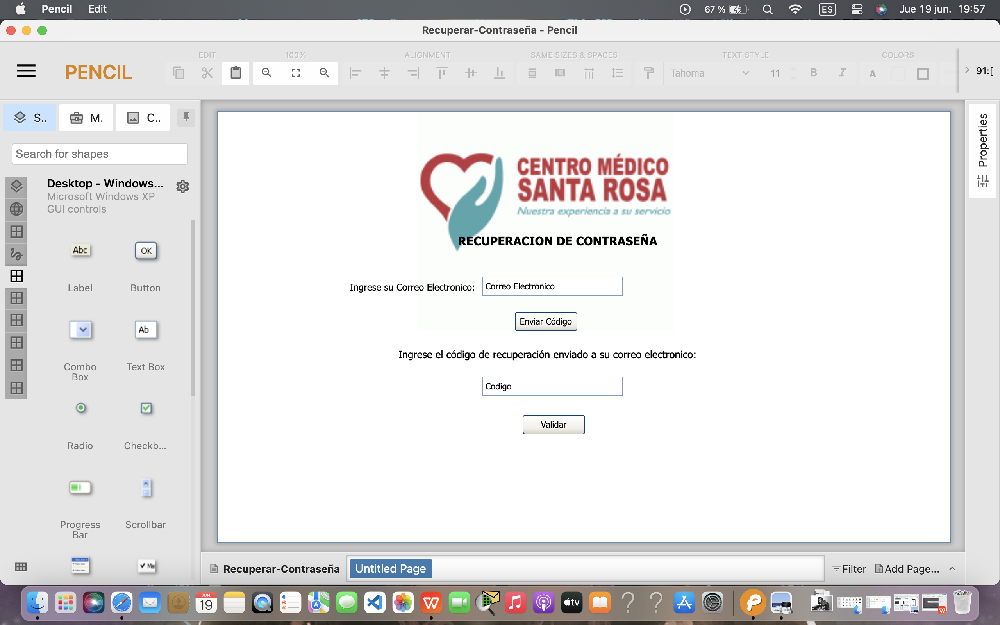 Pencil Edit 67 % ES Jue 19 jun. 19:57
Recuperar-Contraseña - Pencil
EDIT 100% ALIGNMENT SAME SIZES & SPACES TEXT STYLE COLORS
PENCIL Tahoma 11 B I A 91:[
S.. M. C..
Properties
Search for shapes
Desktop - Windows...
Microsoft Windows XP
GUI controls
Abc OK
Label Button
Ab
Combo Box Text Box
Radio Checkb...
Progress Bar Scrollbar
CENTRO MÉDICO
SANTA ROSA
Nuestra experiencia a su servicio
RECUPERACION DE CONTRASEÑA
Ingrese su Correo Electronico: Correo Electronico
Enviar Código
Ingrese el código de recuperación enviado a su correo electronico:
Codigo
Validar
Recuperar-Contraseña Untitled Page Filter Add Page...
JUN.
19
tv